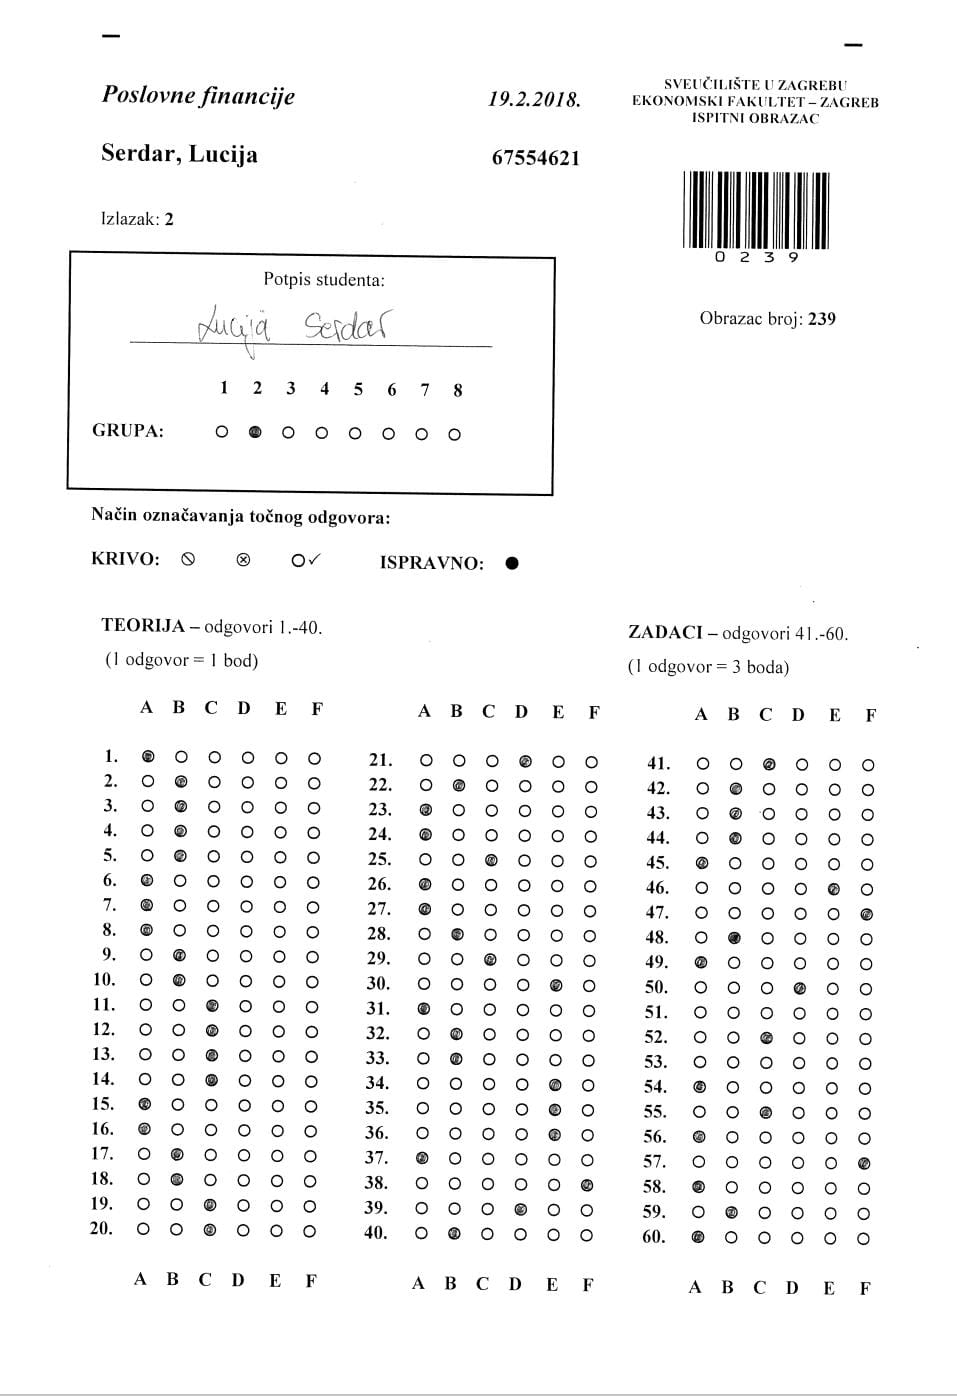 Poslovne financije
19.2.2018.
SVEUČILIŠTE U ZAGREBU
EKONOMSKI FAKULTET – ZAGREB
ISPITNI OBRAZAC
Serdar, Lucija
67554621
Izlazak: 2
0 2 3 9
Obrazac broj: 239
Potpis studenta:
Lucija Serdar
1 2 3 4 5 6 7 8
GRUPA:
Način označavanja točnog odgovora:
KRIVO:
ISPRAVNO:
TEORIJA – odgovori 1.-40.
(1 odgovor = 1 bod)
ZADACI – odgovori 41.-60.
(1 odgovor = 3 boda)
A B C D E F
1.
2.
3.
4.
5.
6.
7.
8.
9.
10.
11.
12.
13.
14.
15.
16.
17.
18.
19.
20.
A B C D E F
A B C D E F
21.
22.
23.
24.
25.
26.
27.
28.
29.
30.
31.
32.
33.
34.
35.
36.
37.
38.
39.
40.
A B C D E F
A B C D E F
41.
42.
43.
44.
45.
46.
47.
48.
49.
50.
51.
52.
53.
54.
55.
56.
57.
58.
59.
60.
A B C D E F